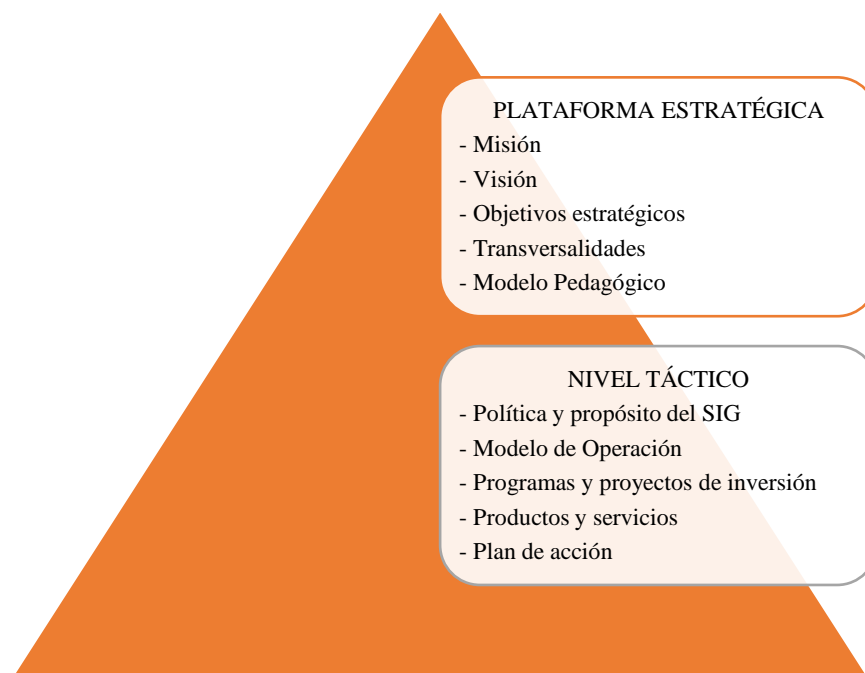 PLATAFORMA ESTRATÉGICA
- Misión
- Visión
- Objetivos estratégicos
- Transversalidades
- Modelo Pedagógico
NIVEL TÁCTICO
- Política y propósito del SIG
- Modelo de Operación
- Programas y proyectos de inversión
- Productos y servicios
- Plan de acción